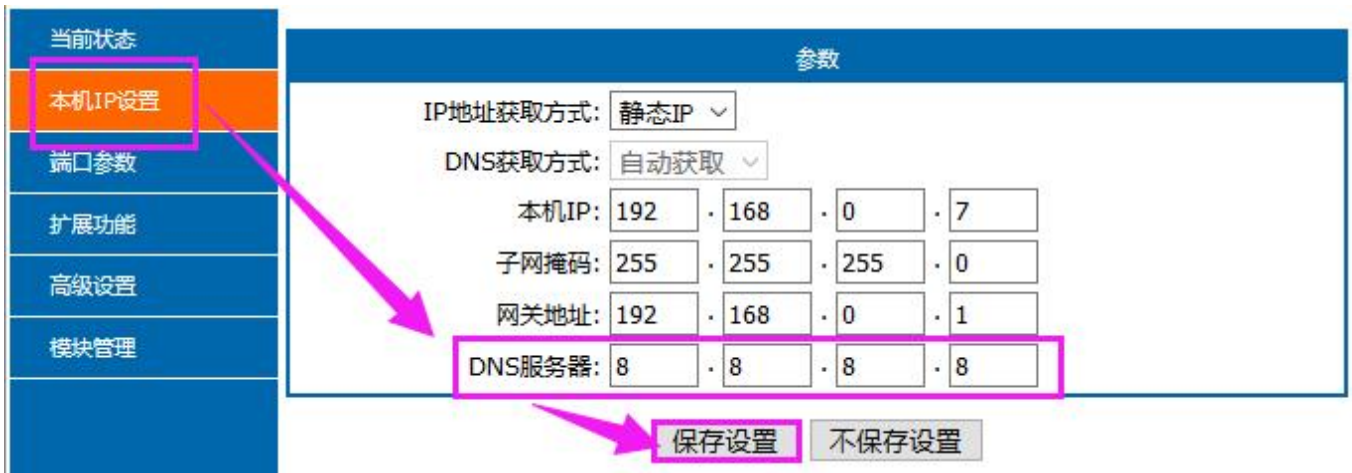 当前状态
本机IP设置
端口参数
扩展功能
高级设置
模块管理
参数
IP地址获取方式: 静态IP
DNS获取方式: 自动获取
本机IP: 192 . 168 . 0 . 7
子网掩码: 255 . 255 . 255 . 0
网关地址: 192 . 168 . 0 . 1
DNS服务器: 8 . 8 . 8 . 8
保存设置 不保存设置